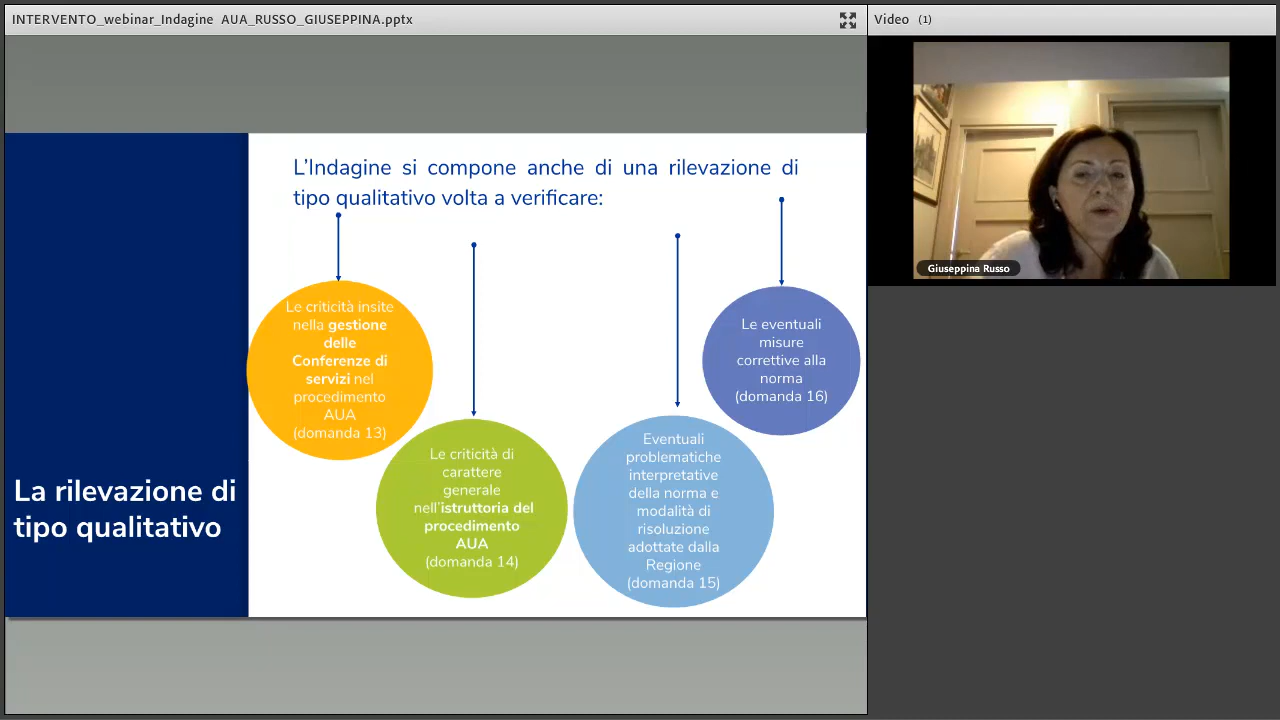 INTERVENTO_webinar_Indagine AUA_RUSSO_GIUSEPPINA.pptx
Video (1)
Giuseppina Russo
L'Indagine si compone anche di una rilevazione di
tipo qualitativo volta a verificare:
Le criticità insite
nella gestione
delle
Conferenze di
servizi nel
procedimento
AUA
(domanda 13)
Le criticità di
carattere
generale
nell'istruttoria del
procedimento
AUA
(domanda 14)
Eventuali
problematiche
interpretative
della norma e
modalità di
risoluzione
adottate dalla
Regione
(domanda 15)
Le eventuali
misure
correttive alla
norma
(domanda 16)
La rilevazione di
tipo qualitativo